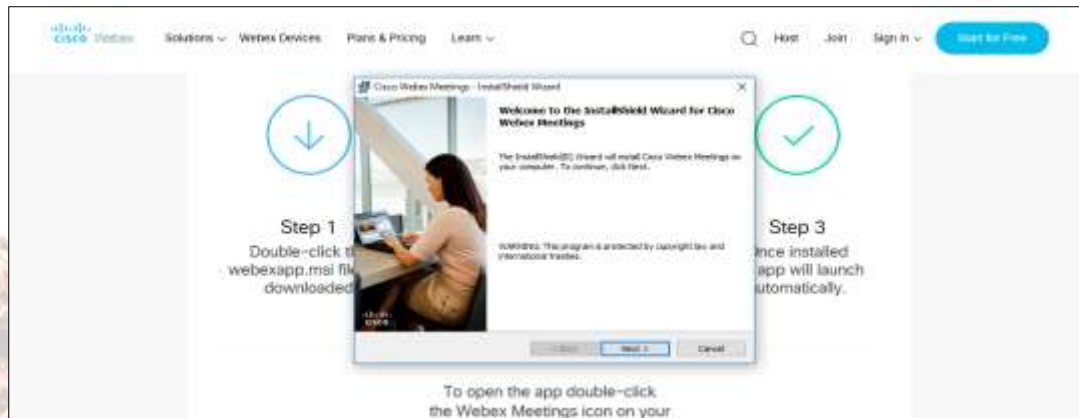 CISCO Webex
Solutions
Webex Devices
Plans & Pricing
Learn
Host
Join
Sign In
Start for Free
Cisco Webex Meetings - InstallShield Wizard
Welcome to the InstallShield Wizard for Cisco
Webex Meetings
The InstallShield(R) Wizard will install Cisco Webex Meetings on
your computer. To continue, click Next.
WARNING: This program is protected by copyright law and
international treaties.
CISCO
< Back
Next >
Cancel
Step 1
Double-click
webexapp.msi
downloaded
Step 3
Once installed
app will launch
automatically.
To open the app double-click
the Webex Meetings icon on your